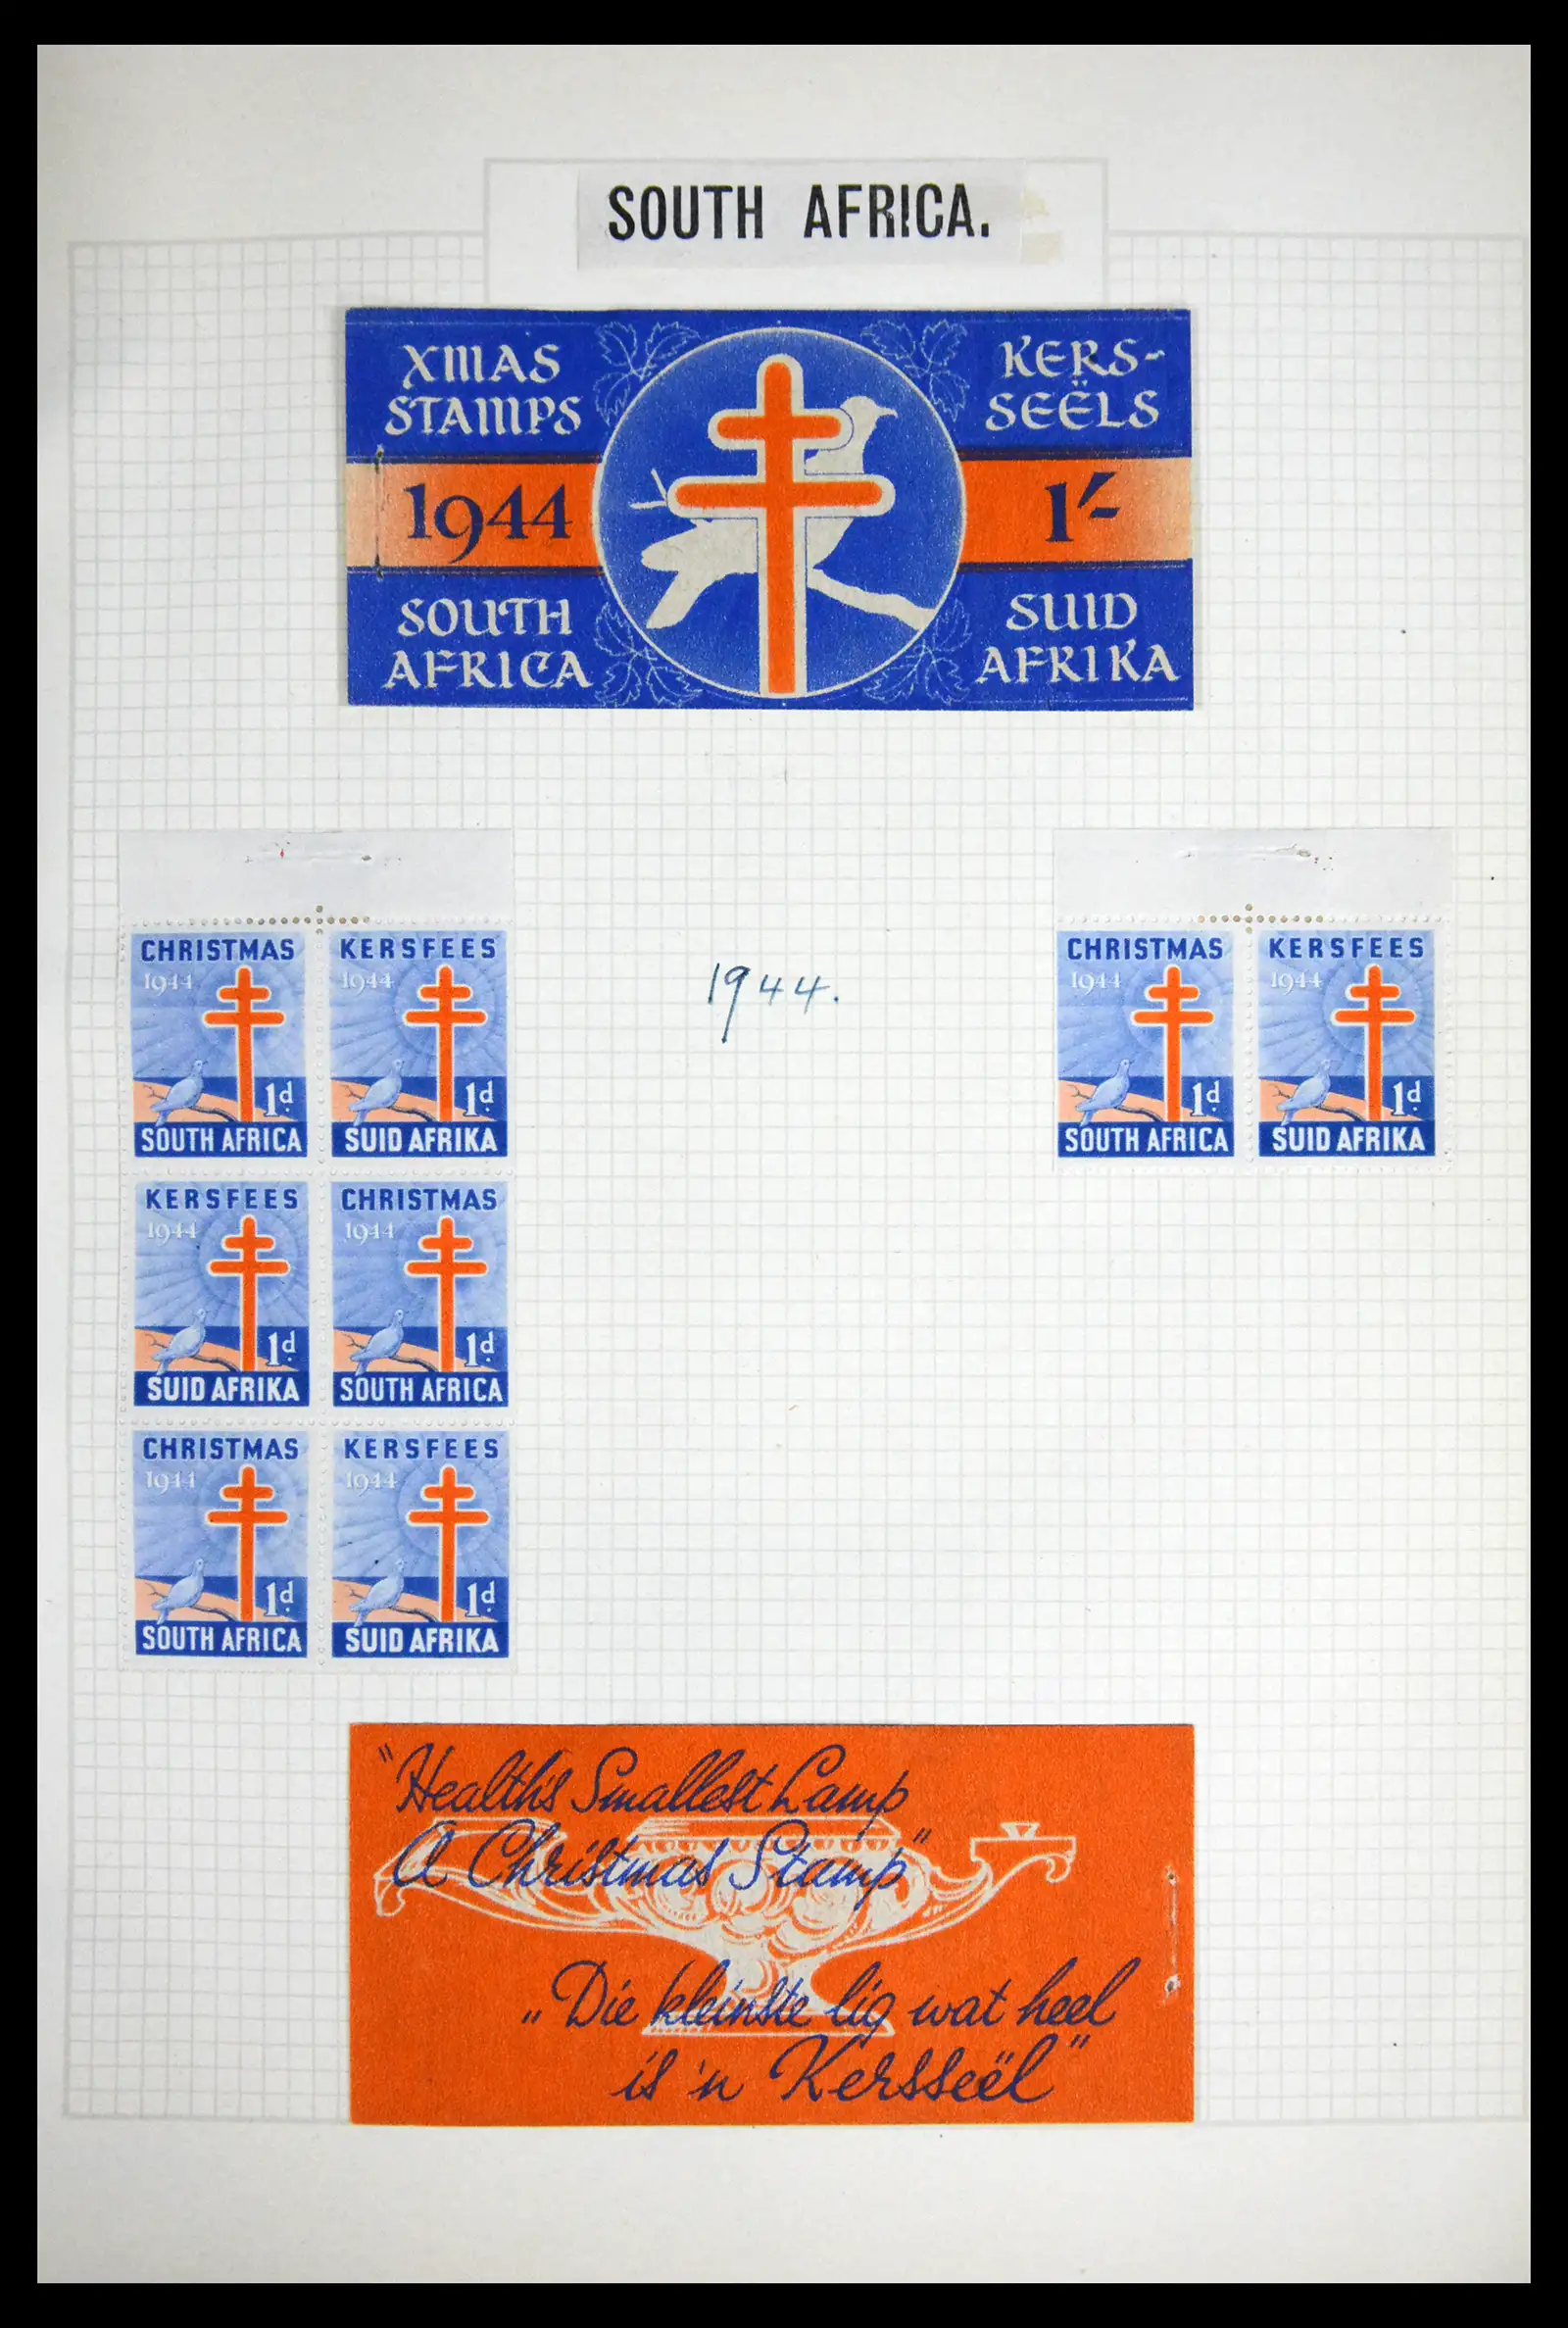 SOUTH AFRICA.
XMAS
STAMPS
KERS-
SEËLS
1944
1/-
SOUTH
AFRICA
SUID
AFRIKA
CHRISTMAS
1944
1d.
SOUTH AFRICA
KERSFEES
1944
1d.
SUID AFRIKA
1944.
CHRISTMAS
1944
1d.
SOUTH AFRICA
KERSFEES
1944
1d.
SUID AFRIKA
KERSFEES
1944
1d.
SUID AFRIKA
CHRISTMAS
1944
1d.
SOUTH AFRICA
CHRISTMAS
1944
1d.
SOUTH AFRICA
KERSFEES
1944
1d.
SUID AFRIKA
"Health's Smallest Lamp
A Christmas Stamp"
„Die kleinste lig wat heel
is 'n Kersseël"